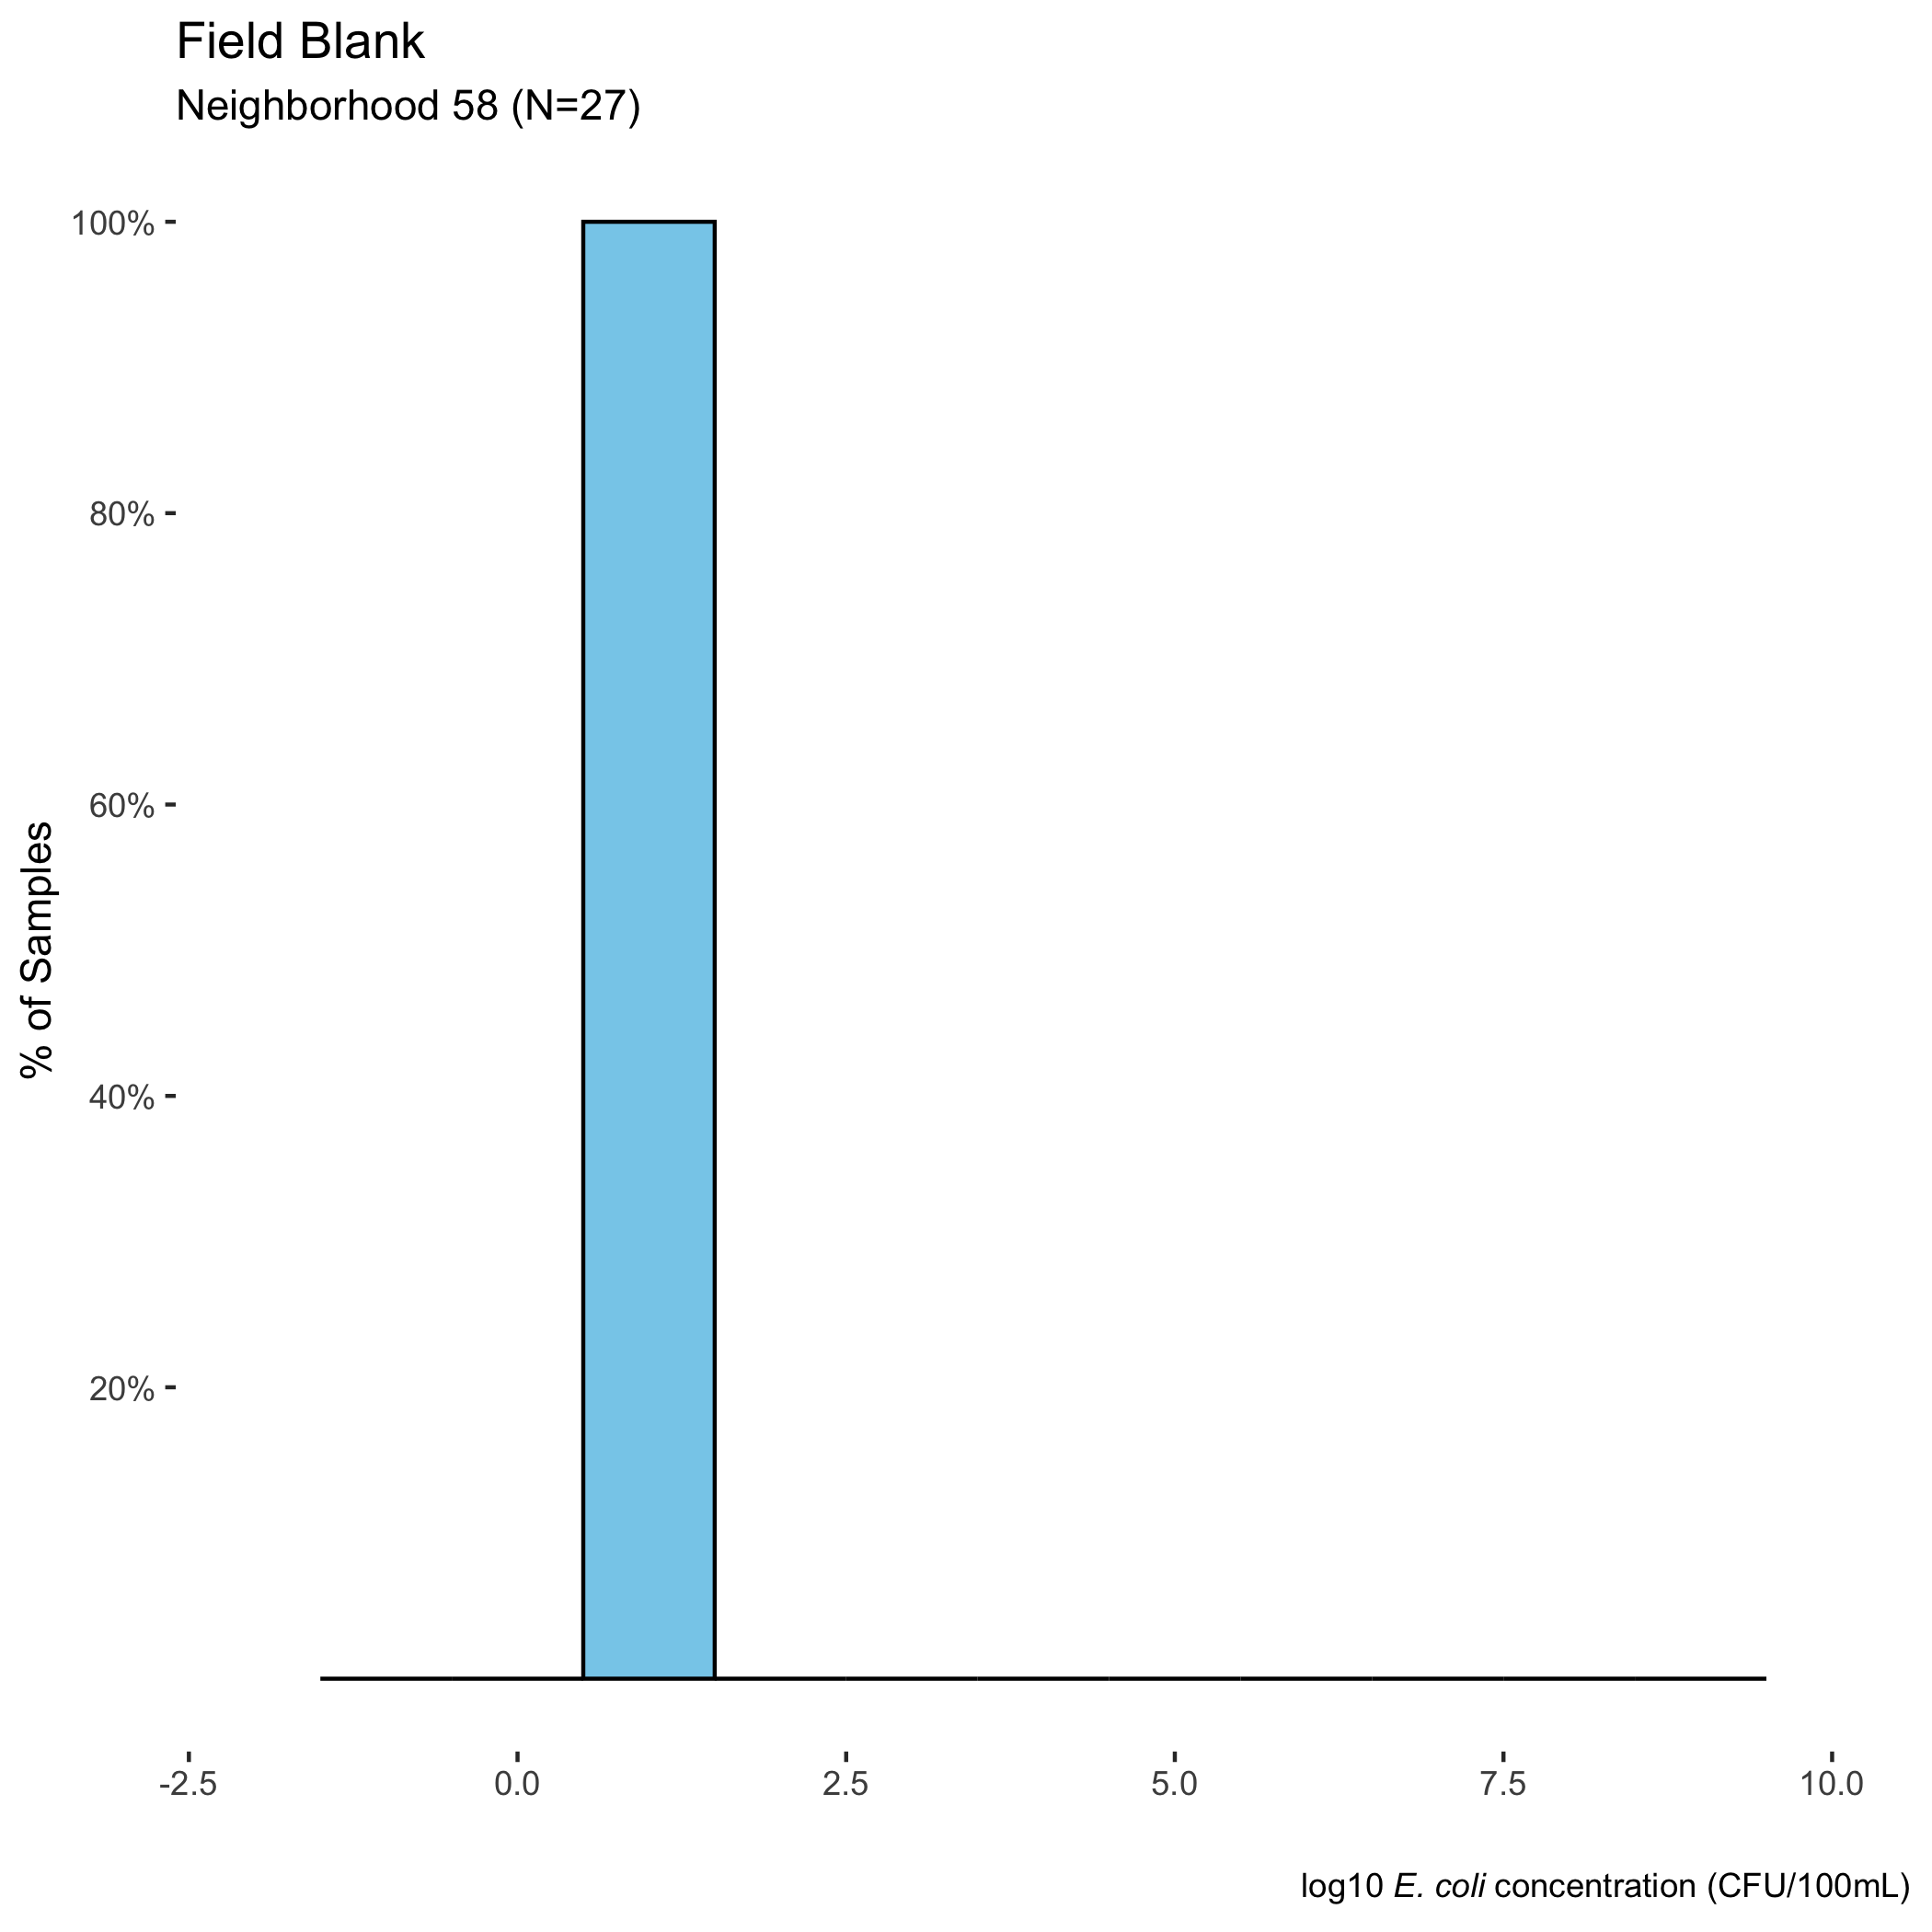 Field Blank
Neighborhood 58 (N=27)
100%
80%
60%
40%
20%
% of Samples
-2.5 0.0 2.5 5.0 7.5 10.0
log10 E. coli concentration (CFU/100mL)